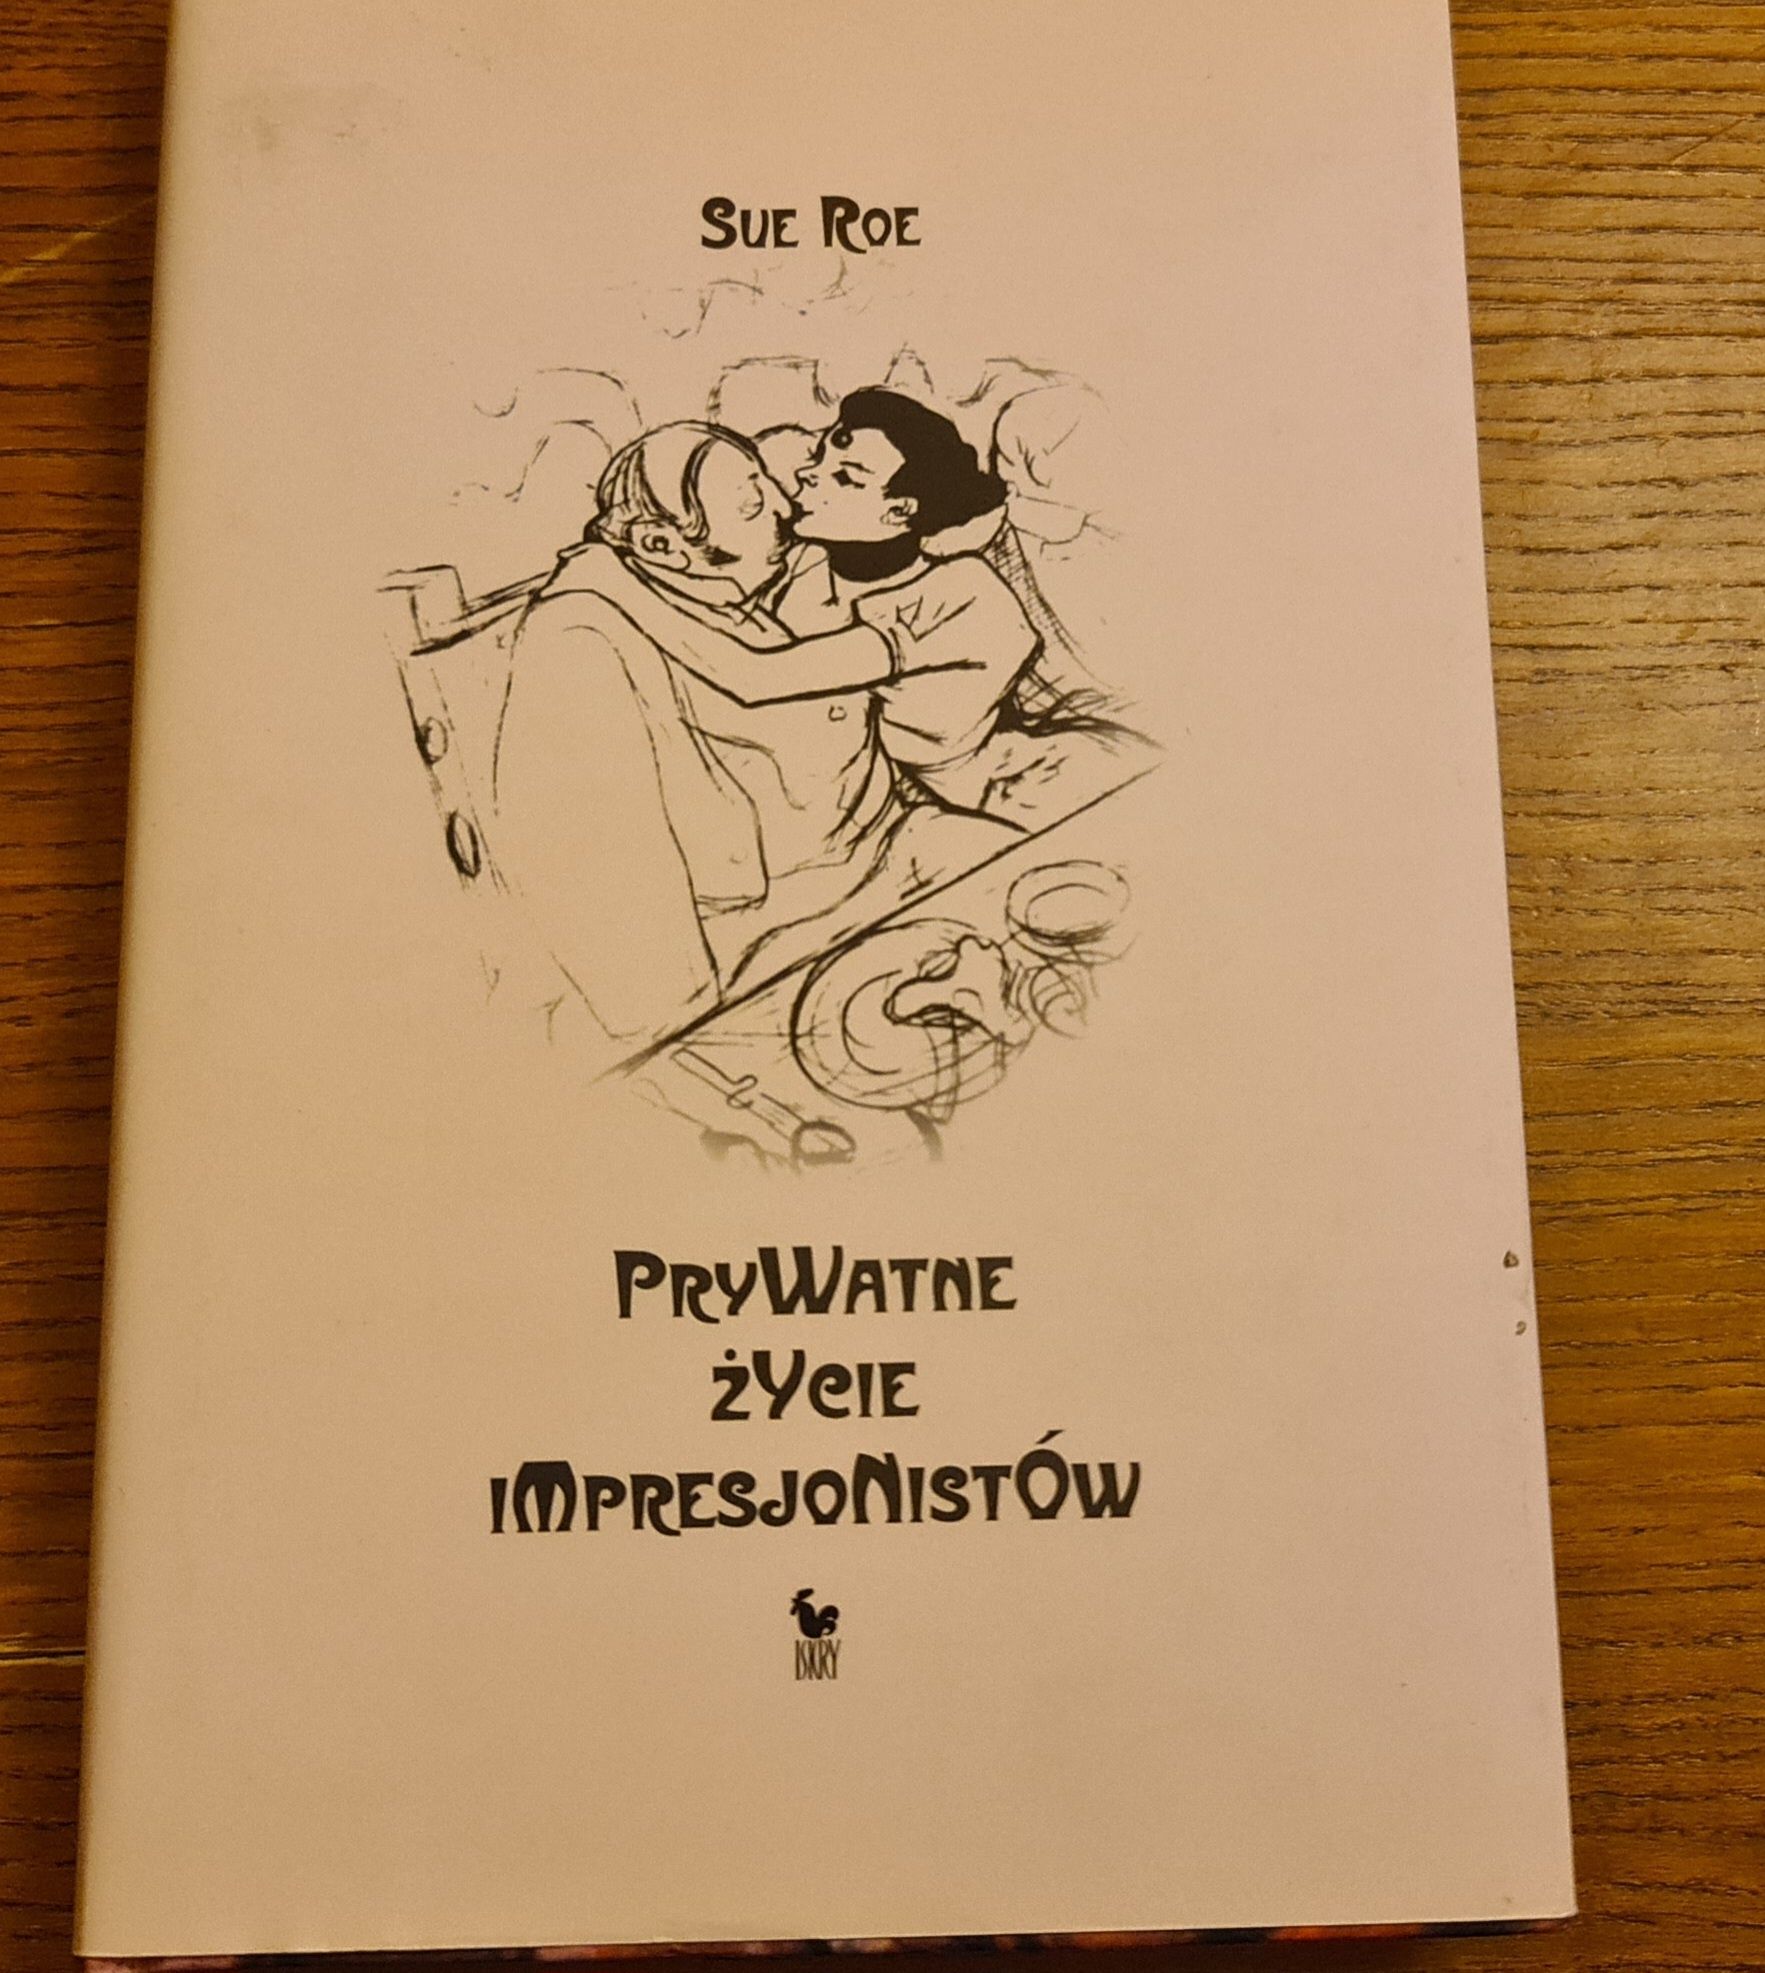 Sue Roe
PryWatne
żYcie
iMpresjoNistÓw
ISKRY